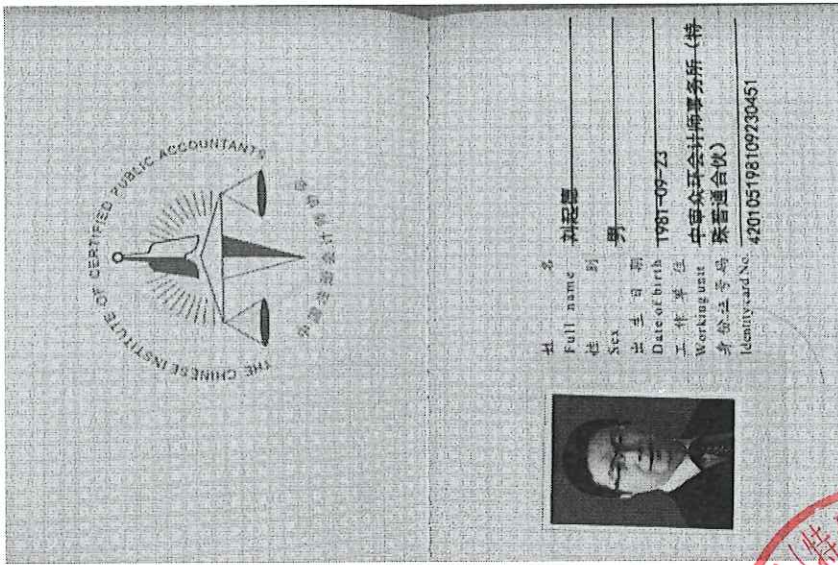 THE CHINESE INSTITUTE OF CERTIFIED PUBLIC ACCOUNTANTS
中国注册会计师协会
姓 名 刘起德
Full name
性 别 男
Sex
出生日期 1981-09-23
Date of birth
工作单位 中审众环会计师事务所（特
Working unit 殊普通合伙）
身份证号码 420105198109230451
Identity card No.
（特